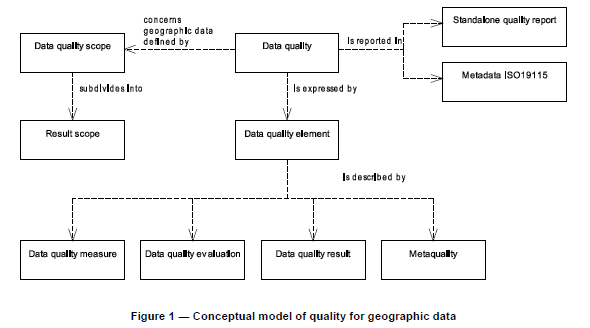 concerns
geographic data
defined by
Standalone quality report
Data quality scope
Data quality
Is reported in
Metadata ISO19115
subdivides into
Is expressed by
Result scope
Data quality element
Is described by
Data quality measure
Data quality evaluation
Data quality result
Metaquality
Figure 1 — Conceptual model of quality for geographic data